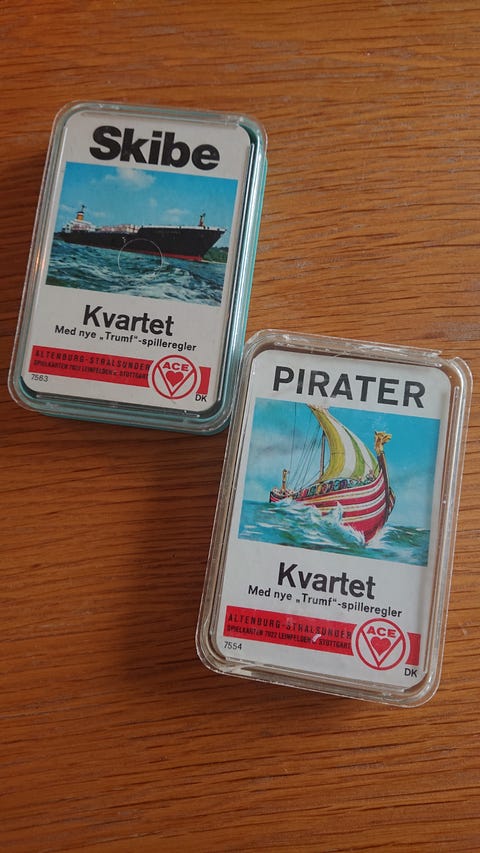 Skibe
Kvartet
Med nye „Trumf"-spilleregler
ALTENBURG-STRALSUNDER
SPIELKARTEN 7022 LEINFELDEN b. STUTTGART
ACE
7563
DK
PIRATER
Kvartet
Med nye „Trumf"-spilleregler
ALTENBURG-STRALSUNDER
SPIELKARTEN 7022 LEINFELDEN b. STUTTGART
ACE
7554
DK